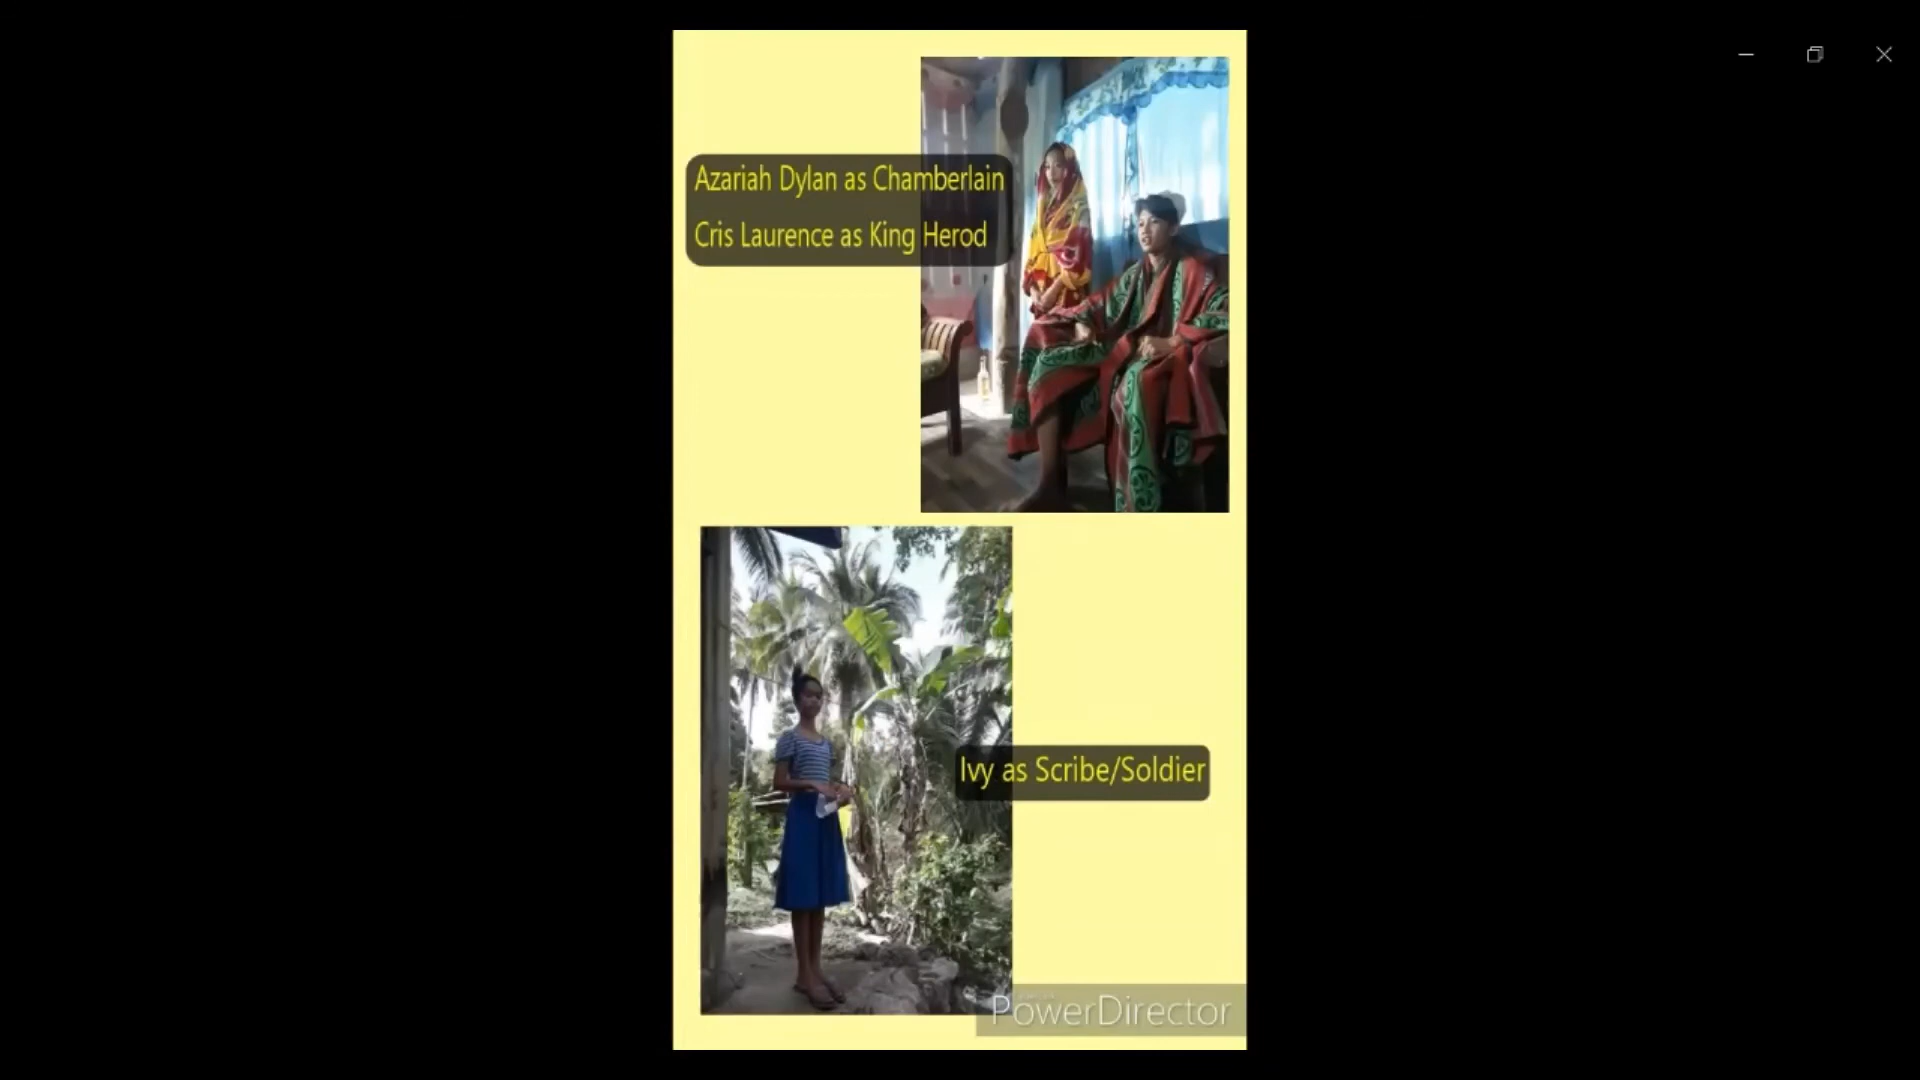 Azariah Dylan as Chamberlain
Cris Laurence as King Herod
Ivy as Scribe/Soldier
PowerDirector